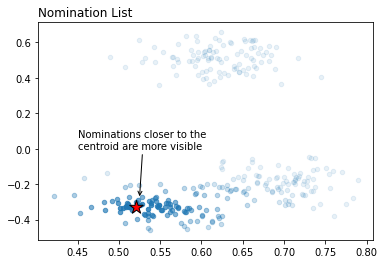 Nomination List
0.6
0.4
0.2
0.0
−0.2
−0.4
Nominations closer to the
centroid are more visible
0.45 0.50 0.55 0.60 0.65 0.70 0.75 0.80